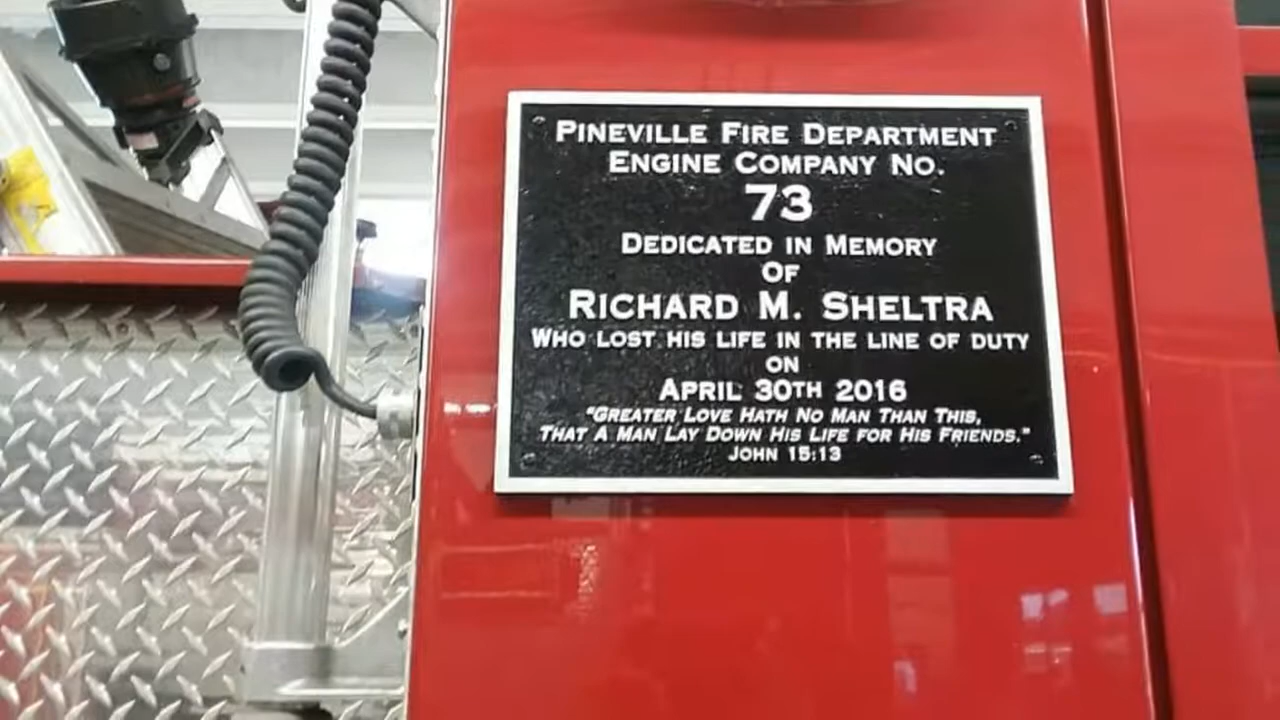 PINEVILLE FIRE DEPARTMENT
ENGINE COMPANY NO.
73
DEDICATED IN MEMORY
OF
RICHARD M. SHELTRA
WHO LOST HIS LIFE IN THE LINE OF DUTY
ON
APRIL 30TH 2016
"GREATER LOVE HATH NO MAN THAN THIS,
THAT A MAN LAY DOWN HIS LIFE FOR HIS FRIENDS."
JOHN 15:13